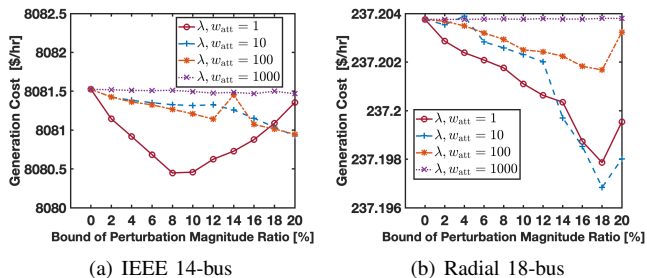 8082.5
8082
8081.5
8081
8080.5
8080
Generation Cost [$/hr]
λ, w_att = 1
λ, w_att = 10
λ, w_att = 100
λ, w_att = 1000
0 2 4 6 8 10 12 14 16 18 20
Bound of Perturbation Magnitude Ratio [%]
(a) IEEE 14-bus
237.204
237.202
237.2
237.198
237.196
Generation Cost [$/hr]
λ, w_att = 1
λ, w_att = 10
λ, w_att = 100
λ, w_att = 1000
0 2 4 6 8 10 12 14 16 18 20
Bound of Perturbation Magnitude Ratio [%]
(b) Radial 18-bus